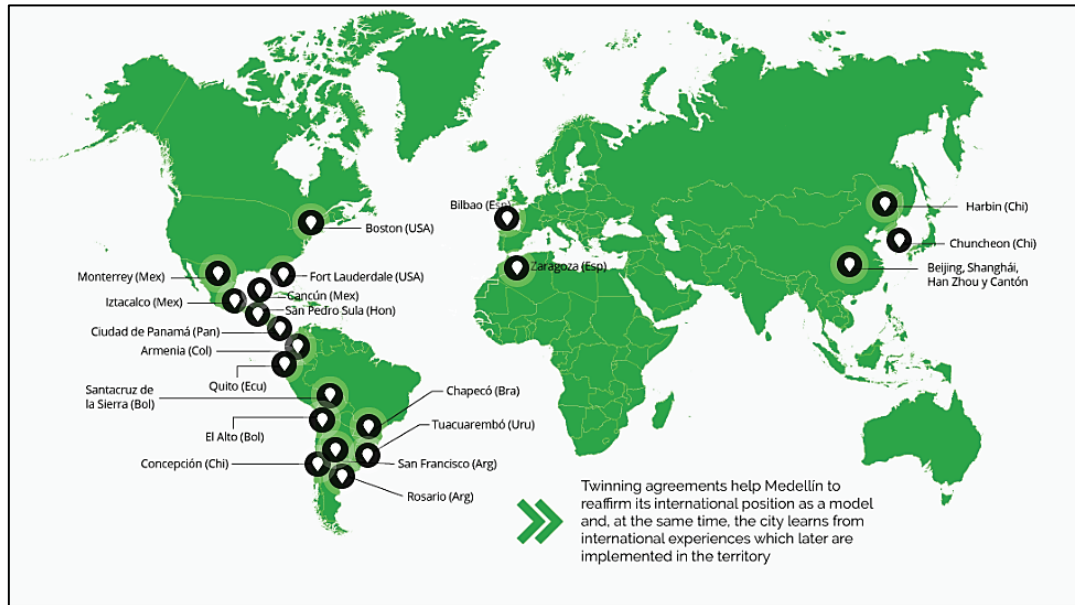 Boston (USA)
Monterrey (Mex)
Fort Lauderdale (USA)
Iztacalco (Mex)
Cancún (Mex)
San Pedro Sula (Hon)
Ciudad de Panamá (Pan)
Armenia (Col)
Quito (Ecu)
Santacruz de
la Sierra (Bol)
Chapecó (Bra)
El Alto (Bol)
Tuacuarembó (Uru)
Concepción (Chi)
San Francisco (Arg)
Rosario (Arg)
Bilbao (Esp)
Zaragoza (Esp)
Harbin (Chi)
Chuncheon (Chi)
Beijing, Shanghái,
Han Zhou y Cantón
Twinning agreements help Medellín to
reaffirm its international position as a model
and, at the same time, the city learns from
international experiences which later are
implemented in the territory